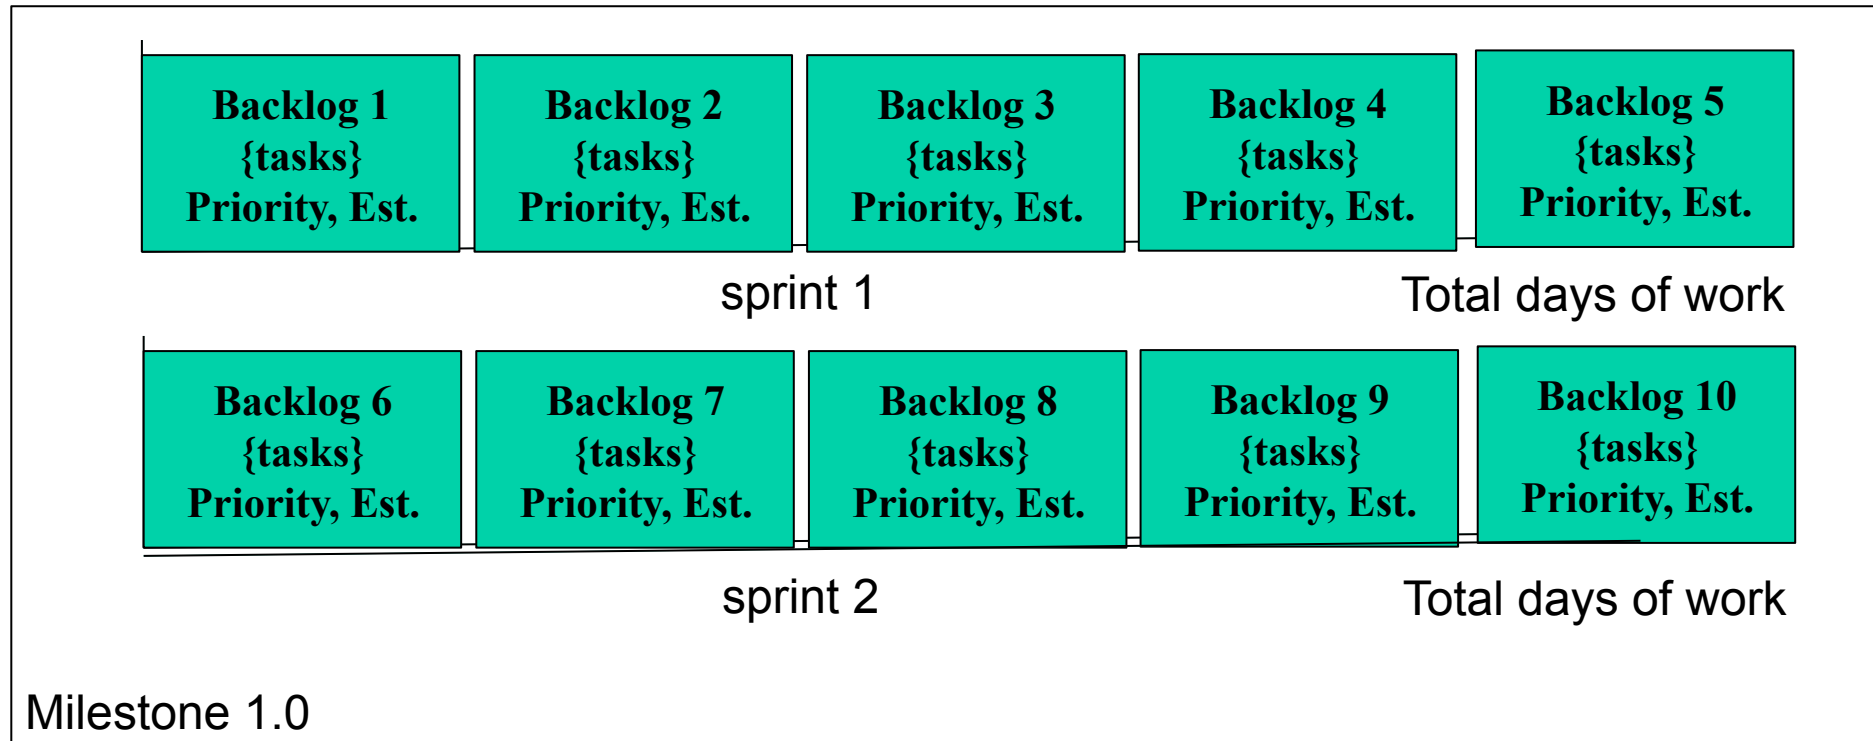 Backlog 1
{tasks}
Priority, Est.
Backlog 2
{tasks}
Priority, Est.
Backlog 3
{tasks}
Priority, Est.
Backlog 4
{tasks}
Priority, Est.
Backlog 5
{tasks}
Priority, Est.
sprint 1
Total days of work
Backlog 6
{tasks}
Priority, Est.
Backlog 7
{tasks}
Priority, Est.
Backlog 8
{tasks}
Priority, Est.
Backlog 9
{tasks}
Priority, Est.
Backlog 10
{tasks}
Priority, Est.
sprint 2
Total days of work
Milestone 1.0